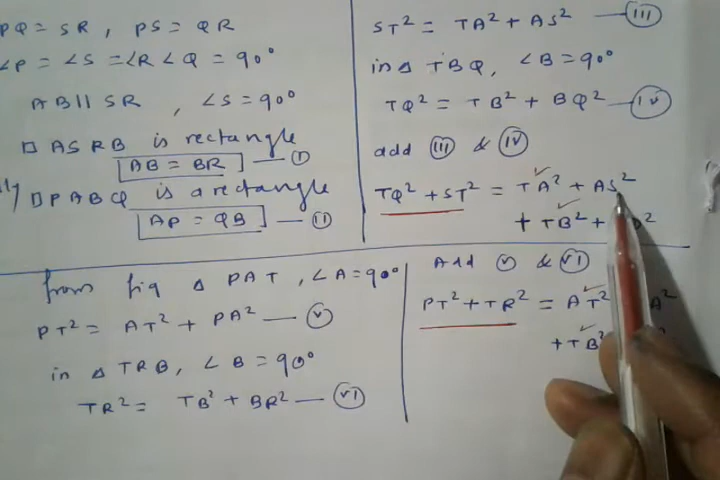 PQ = SR, PS = QR
∠P = ∠S = ∠R ∠Q = 90°
AB || SR, ∠S = 90°
□ ASRB is rectangle
AB = BR — (I)
lly □ PABQ is a rectangle
AP = QB — (II)
ST² = TA² + AS² — (III)
in Δ TBQ, ∠B = 90°
TQ² = TB² + BQ² — (IV)
add (III) & (IV)
TQ² + ST² = TA² + AS²
+ TB² +
from fig Δ PAT, ∠A = 90°
PT² = AT² + PA² — (V)
in Δ TRB, ∠B = 90°
TR² = TB² + BR² — (VI)
Add (V) & (VI)
PT² + TR² = AT² A²
+ TB²